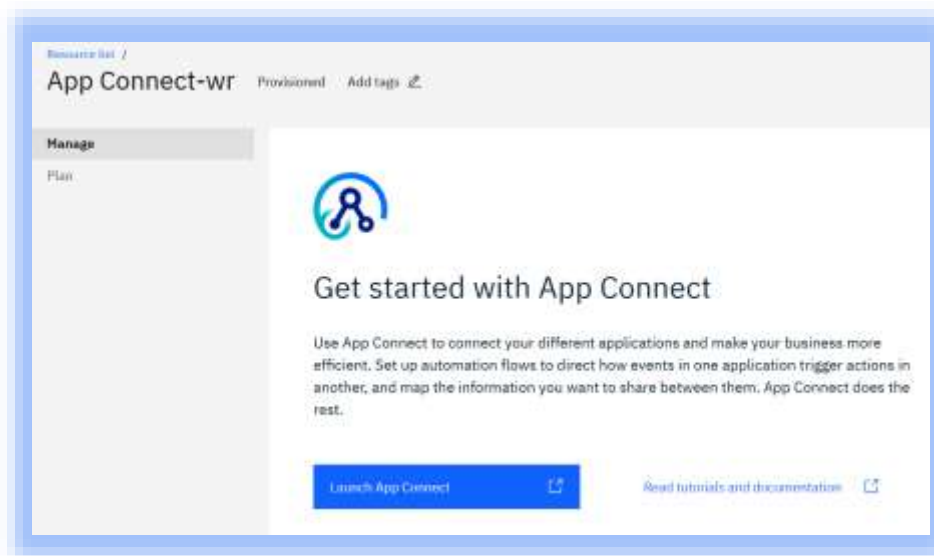 Resource list /
App Connect-wr Provisioned Add tags
Manage
Plan
Get started with App Connect
Use App Connect to connect your different applications and make your business more
efficient. Set up automation flows to direct how events in one application trigger actions in
another, and map the information you want to share between them. App Connect does the
rest.
Launch App Connect Read tutorials and documentation